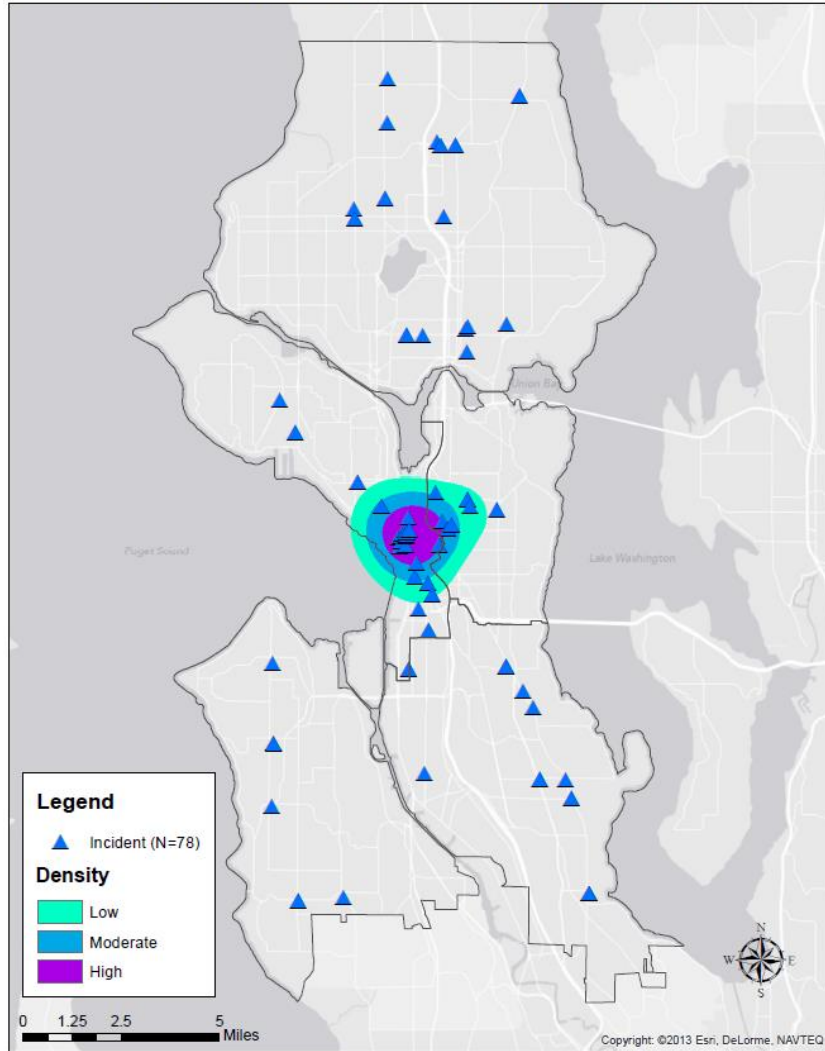 Union Bay
Puget Sound
Lake Washington
Legend
Incident (N=78)
Density
Low
Moderate
High
N
W E
S
0 1.25 2.5 5
Miles
Copyright: ©2013 Esri, DeLorme, NAVTEQ